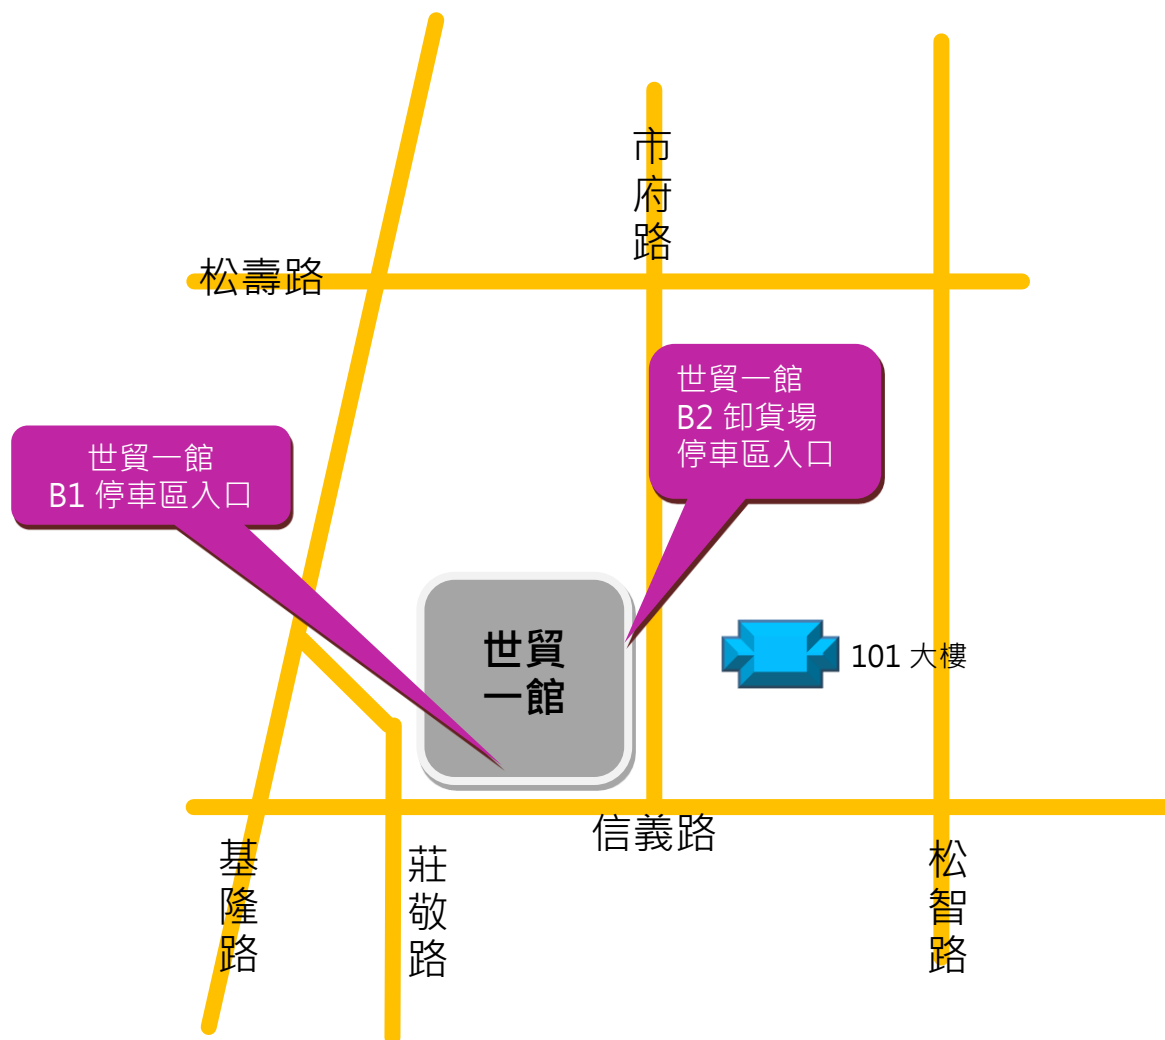 市府路
松壽路
世貿一館
B2 卸貨場
停車區入口
世貿一館
B1 停車區入口
世貿
一館
101 大樓
信義路
基隆路
莊敬路
松智路